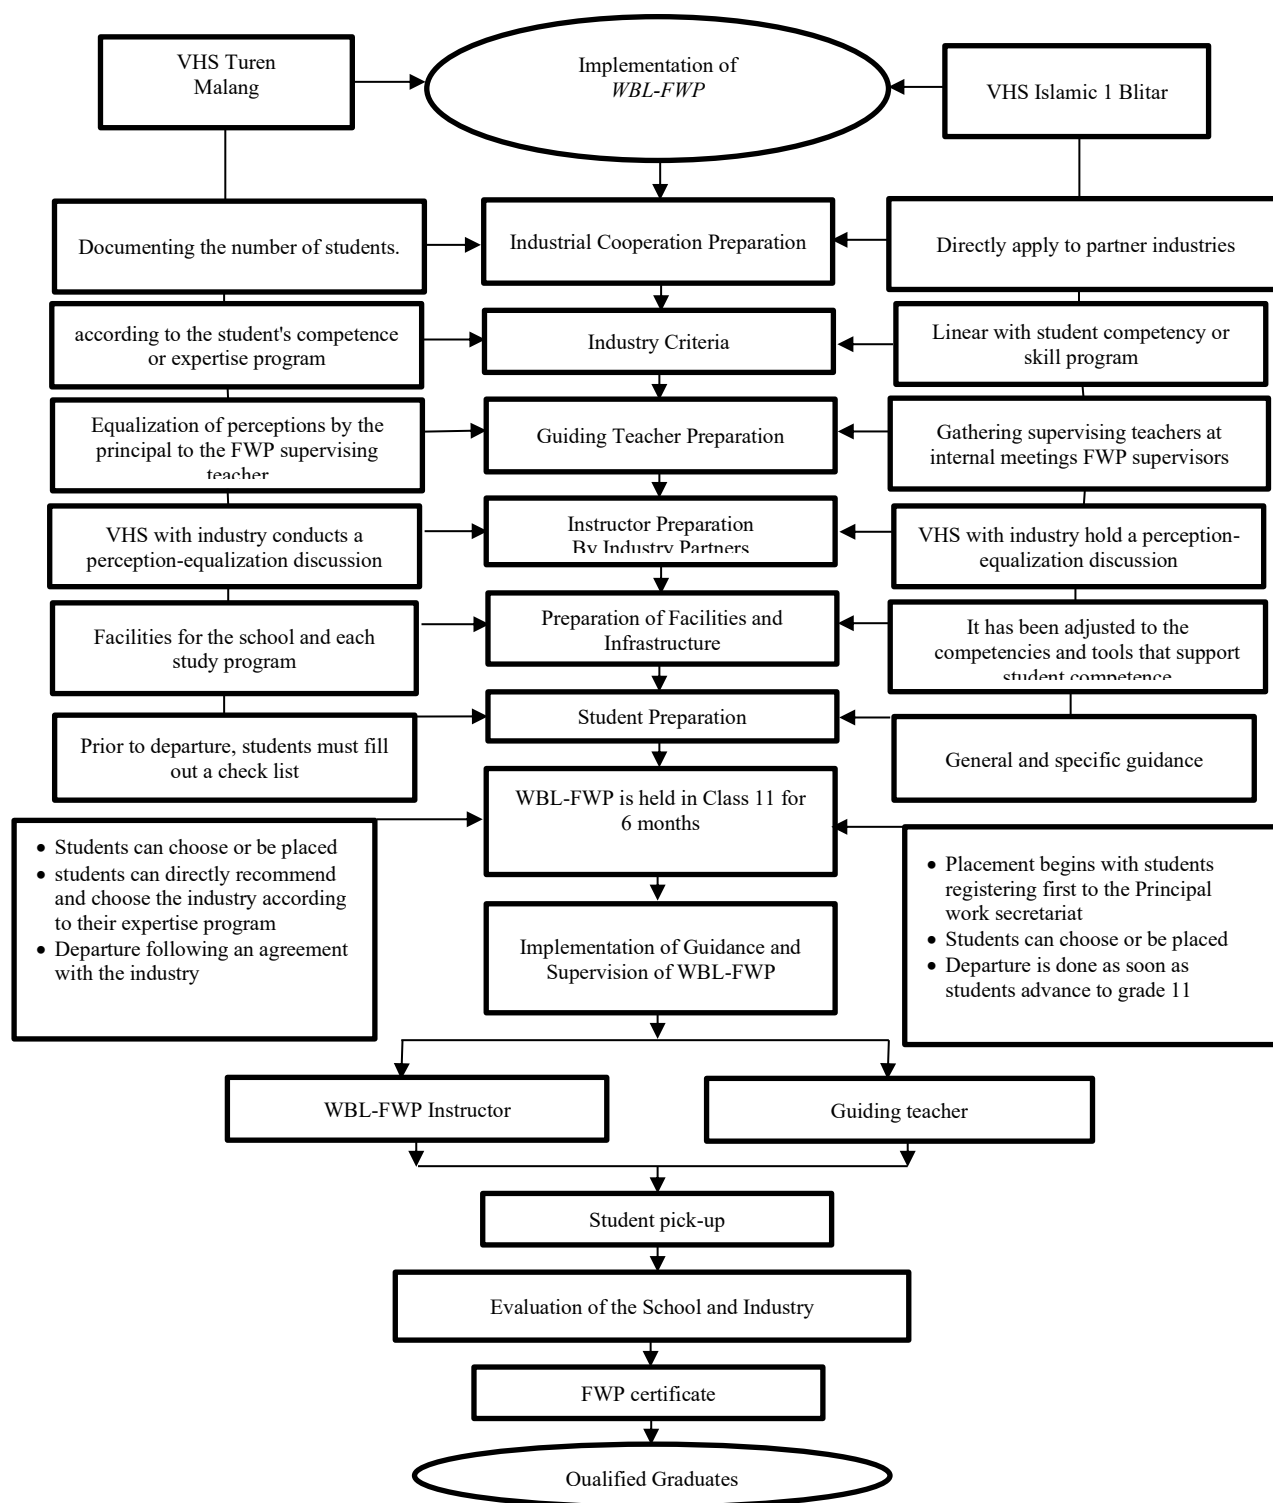 VHS Turen
Malang
Implementation of
WBL-FWP
VHS Islamic 1 Blitar
Documenting the number of students.
Industrial Cooperation Preparation
Directly apply to partner industries
according to the student's competence
or expertise program
Industry Criteria
Linear with student competency or
skill program
Equalization of perceptions by the
principal to the FWP supervising
teacher
Guiding Teacher Preparation
Gathering supervising teachers at
internal meetings FWP supervisors
VHS with industry conducts a
perception-equalization discussion
Instructor Preparation
By Industry Partners
VHS with industry hold a perception-
equalization discussion
Facilities for the school and each
study program
Preparation of Facilities and
Infrastructure
It has been adjusted to the
competencies and tools that support
student competence
Student Preparation
Prior to departure, students must fill
out a check list
General and specific guidance
WBL-FWP is held in Class 11 for
6 months
• Students can choose or be placed
• students can directly recommend
and choose the industry according
to their expertise program
• Departure following an agreement
with the industry
• Placement begins with students
registering first to the Principal
work secretariat
• Students can choose or be placed
• Departure is done as soon as
students advance to grade 11
Implementation of Guidance and
Supervision of WBL-FWP
WBL-FWP Instructor
Guiding teacher
Student pick-up
Evaluation of the School and Industry
FWP certificate
Qualified Graduates